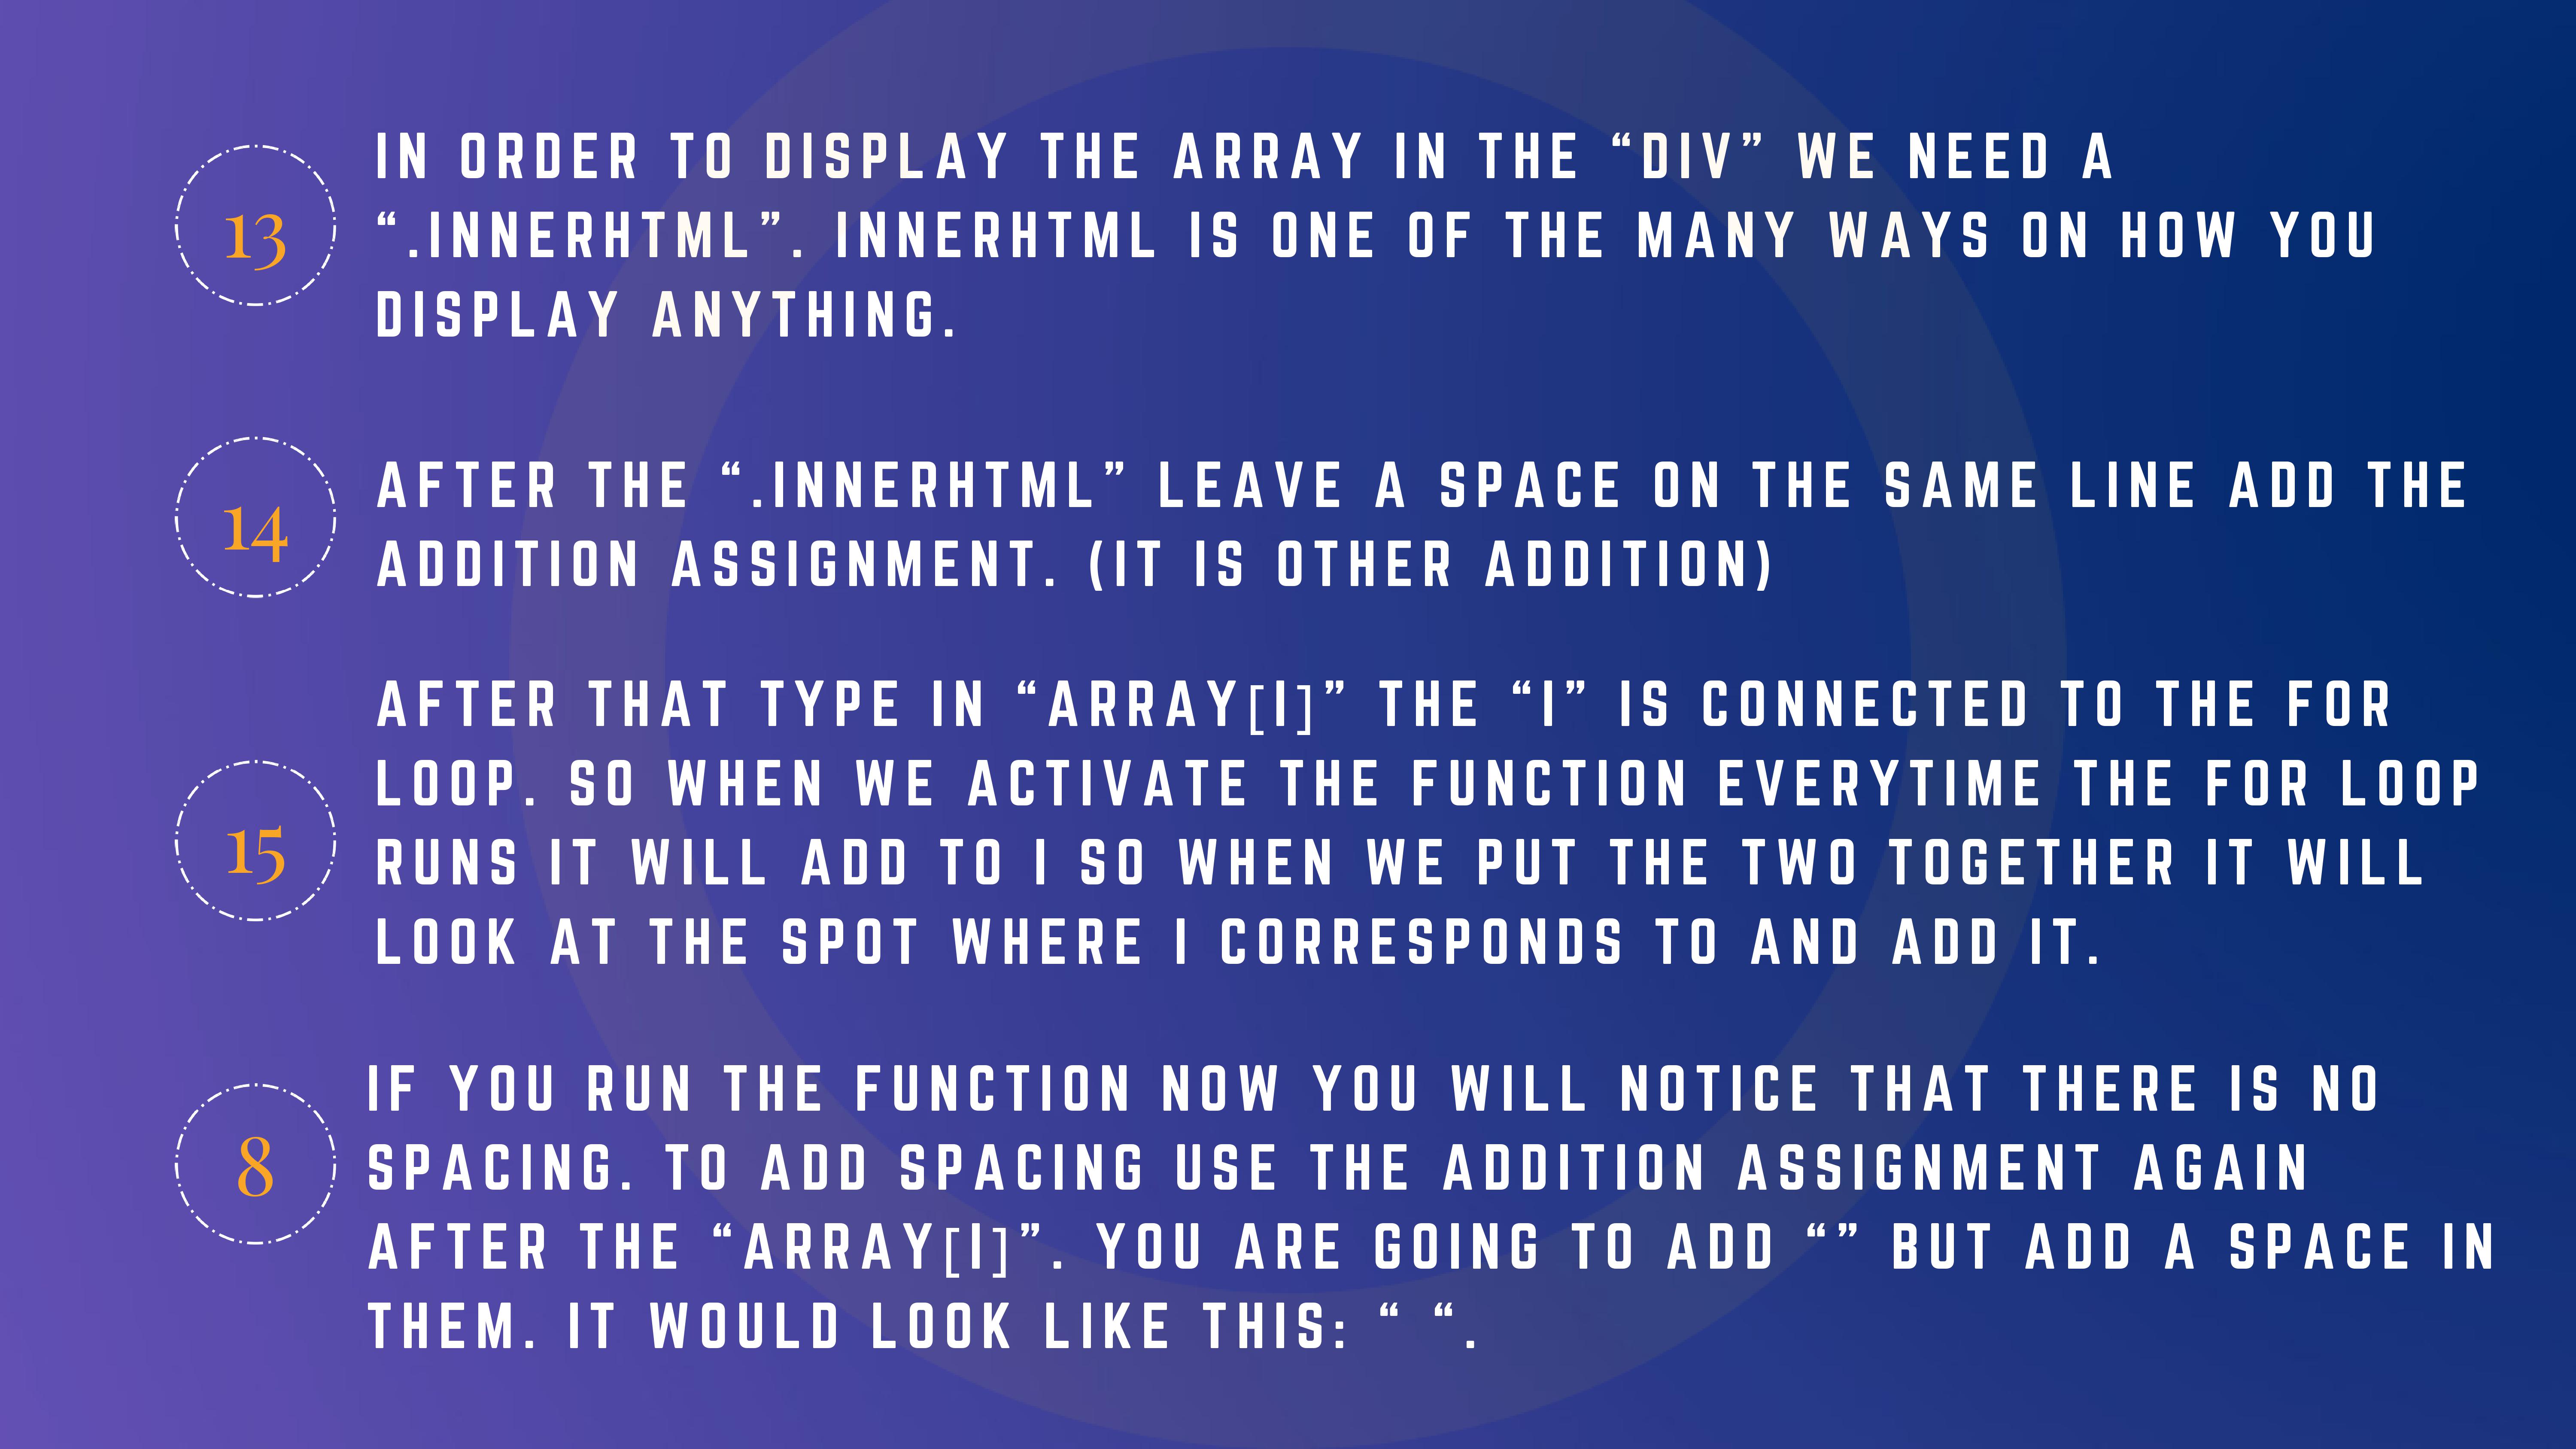 13
IN ORDER TO DISPLAY THE ARRAY IN THE “DIV” WE NEED A
“.INNERHTML”. INNERHTML IS ONE OF THE MANY WAYS ON HOW YOU
DISPLAY ANYTHING.
14
AFTER THE “.INNERHTML” LEAVE A SPACE ON THE SAME LINE ADD THE
ADDITION ASSIGNMENT. (IT IS OTHER ADDITION)
15
AFTER THAT TYPE IN “ARRAY[I]” THE “I” IS CONNECTED TO THE FOR
LOOP. SO WHEN WE ACTIVATE THE FUNCTION EVERYTIME THE FOR LOOP
RUNS IT WILL ADD TO I SO WHEN WE PUT THE TWO TOGETHER IT WILL
LOOK AT THE SPOT WHERE I CORRESPONDS TO AND ADD IT.
8
IF YOU RUN THE FUNCTION NOW YOU WILL NOTICE THAT THERE IS NO
SPACING. TO ADD SPACING USE THE ADDITION ASSIGNMENT AGAIN
AFTER THE “ARRAY[I]”. YOU ARE GOING TO ADD “” BUT ADD A SPACE IN
THEM. IT WOULD LOOK LIKE THIS: “ “.